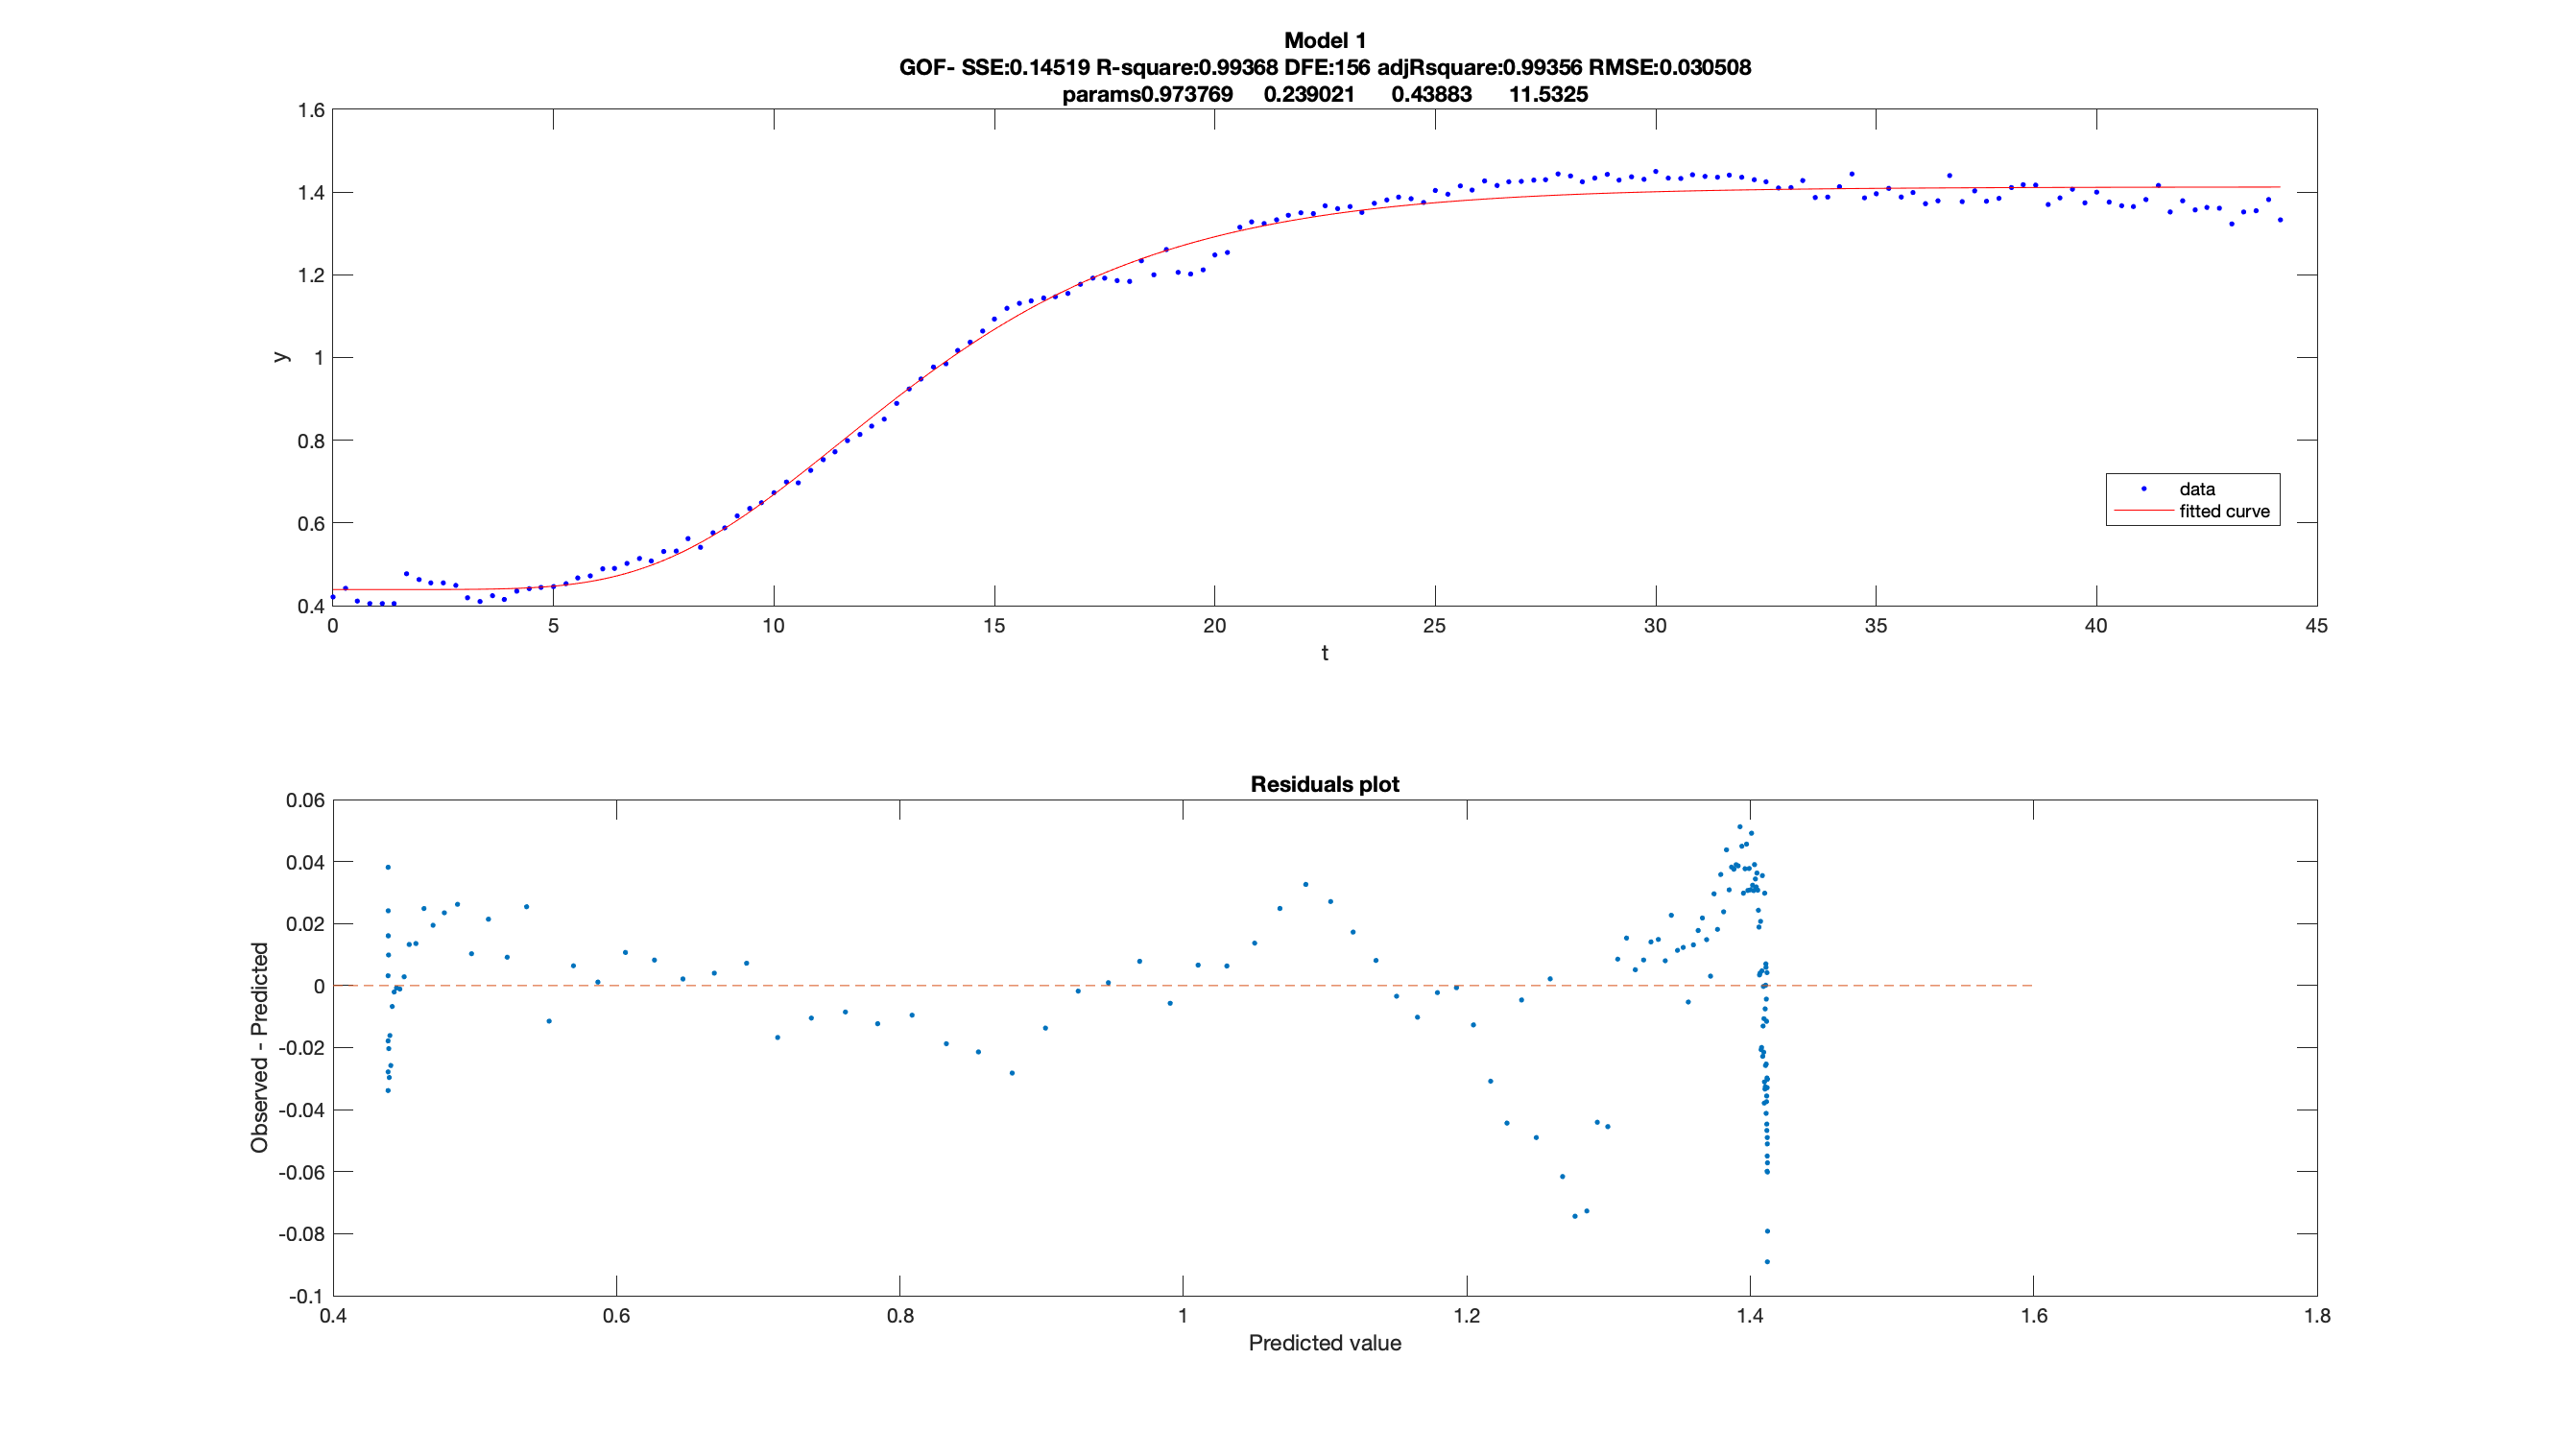 Model 1
GOF- SSE:0.14519 R-square:0.99368 DFE:156 adjRsquare:0.99356 RMSE:0.030508
params0.973769 0.239021 0.43883 11.5325
1.6
1.4
1.2
1
0.8
0.6
0.4
y
0 5 10 15 20 25 30 35 40 45
t
data
fitted curve
Residuals plot
0.06
0.04
0.02
0
-0.02
-0.04
-0.06
-0.08
-0.1
Observed - Predicted
0.4 0.6 0.8 1 1.2 1.4 1.6 1.8
Predicted value